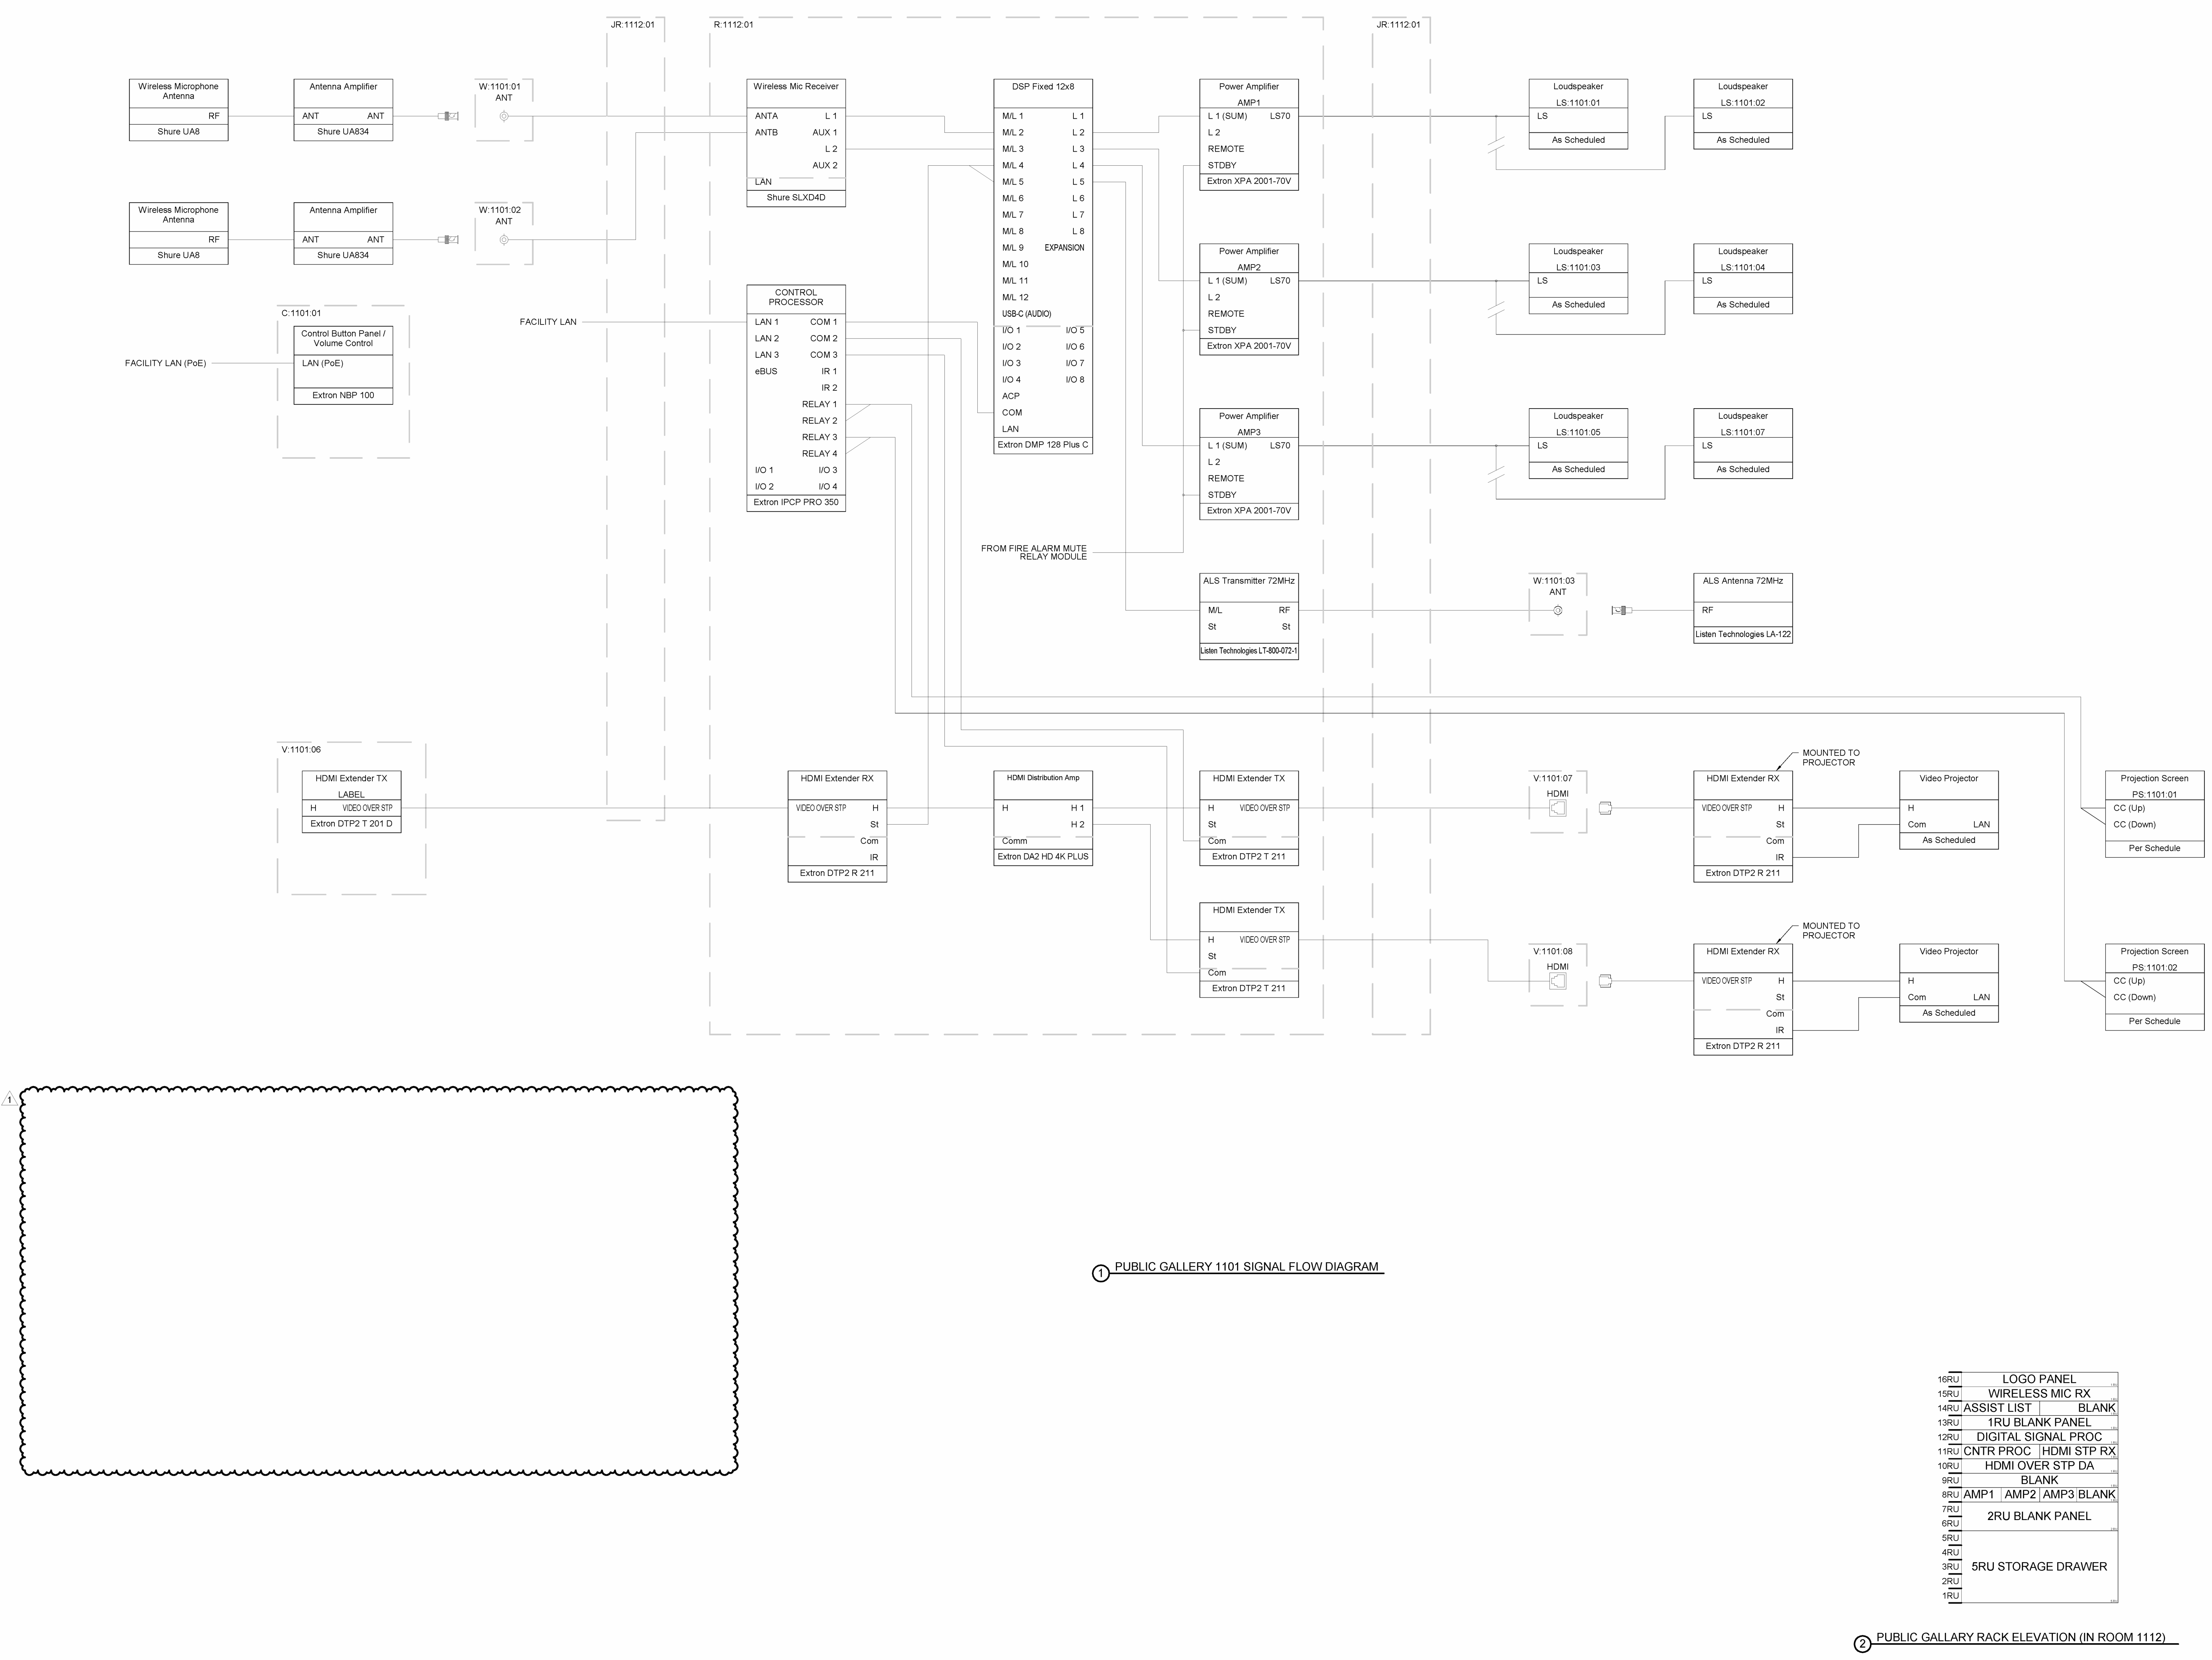 JR:1112:01
R:1112:01
JR:1112:01
Wireless Microphone
Antenna
RF
Shure UA8
Antenna Amplifier
ANT ANT
Shure UA834
W:1101:01
ANT
Wireless Mic Receiver
ANTA L 1
ANTB AUX 1
L 2
AUX 2
LAN
Shure SLXD4D
DSP Fixed 12x8
M/L 1 L 1
M/L 2 L 2
M/L 3 L 3
M/L 4 L 4
M/L 5 L 5
M/L 6 L 6
M/L 7 L 7
M/L 8 L 8
M/L 9 EXPANSION
M/L 10
M/L 11
M/L 12
USB-C (AUDIO)
I/O 1 I/O 5
I/O 2 I/O 6
I/O 3 I/O 7
I/O 4 I/O 8
ACP
COM
LAN
Extron DMP 128 Plus C
Power Amplifier
AMP1
L 1 (SUM) LS70
L 2
REMOTE
STDBY
Extron XPA 2001-70V
Loudspeaker
LS:1101:01
LS
As Scheduled
Loudspeaker
LS:1101:02
LS
As Scheduled
Wireless Microphone
Antenna
RF
Shure UA8
Antenna Amplifier
ANT ANT
Shure UA834
W:1101:02
ANT
Power Amplifier
AMP2
L 1 (SUM) LS70
L 2
REMOTE
STDBY
Extron XPA 2001-70V
Loudspeaker
LS:1101:03
LS
As Scheduled
Loudspeaker
LS:1101:04
LS
As Scheduled
C:1101:01
Control Button Panel /
Volume Control
FACILITY LAN (PoE)
LAN (PoE)
Extron NBP 100
FACILITY LAN
CONTROL
PROCESSOR
LAN 1 COM 1
LAN 2 COM 2
LAN 3 COM 3
eBUS IR 1
IR 2
RELAY 1
RELAY 2
RELAY 3
RELAY 4
I/O 1 I/O 3
I/O 2 I/O 4
Extron IPCP PRO 350
Power Amplifier
AMP3
L 1 (SUM) LS70
L 2
REMOTE
STDBY
Extron XPA 2001-70V
Loudspeaker
LS:1101:05
LS
As Scheduled
Loudspeaker
LS:1101:07
LS
As Scheduled
FROM FIRE ALARM MUTE
RELAY MODULE
ALS Transmitter 72MHz
M/L RF
St St
Listen Technologies LT-800-072-1
W:1101:03
ANT
ALS Antenna 72MHz
RF
Listen Technologies LA-122
V:1101:06
HDMI Extender TX
LABEL
H VIDEO OVER STP
Extron DTP2 T 201 D
HDMI Extender RX
VIDEO OVER STP H
St
Com
IR
Extron DTP2 R 211
HDMI Distribution Amp
H H 1
H 2
Comm
Extron DA2 HD 4K PLUS
HDMI Extender TX
H VIDEO OVER STP
St
Com
Extron DTP2 T 211
V:1101:07
HDMI
MOUNTED TO
PROJECTOR
HDMI Extender RX
VIDEO OVER STP H
St
Com
IR
Extron DTP2 R 211
Video Projector
H
Com LAN
As Scheduled
Projection Screen
PS:1101:01
CC (Up)
CC (Down)
Per Schedule
HDMI Extender TX
H VIDEO OVER STP
St
Com
Extron DTP2 T 211
V:1101:08
HDMI
MOUNTED TO
PROJECTOR
HDMI Extender RX
VIDEO OVER STP H
St
Com
IR
Extron DTP2 R 211
Video Projector
H
Com LAN
As Scheduled
Projection Screen
PS:1101:02
CC (Up)
CC (Down)
Per Schedule
1
1 PUBLIC GALLERY 1101 SIGNAL FLOW DIAGRAM
16RU LOGO PANEL
15RU WIRELESS MIC RX
14RU ASSIST LIST BLANK
13RU 1RU BLANK PANEL
12RU DIGITAL SIGNAL PROC
11RU CNTR PROC HDMI STP RX
10RU HDMI OVER STP DA
9RU BLANK
8RU AMP1 AMP2 AMP3 BLANK
7RU
2RU BLANK PANEL
6RU
5RU
4RU
3RU 5RU STORAGE DRAWER
2RU
1RU
2 PUBLIC GALLARY RACK ELEVATION (IN ROOM 1112)